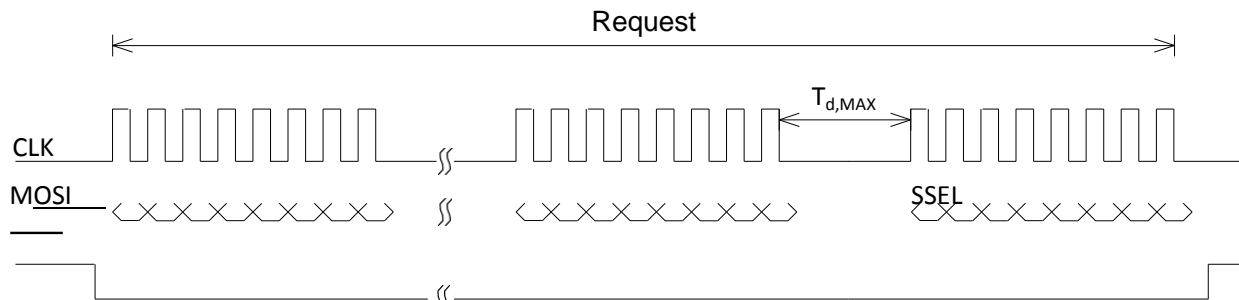 Request
T_d,MAX
CLK
MOSI
SSEL